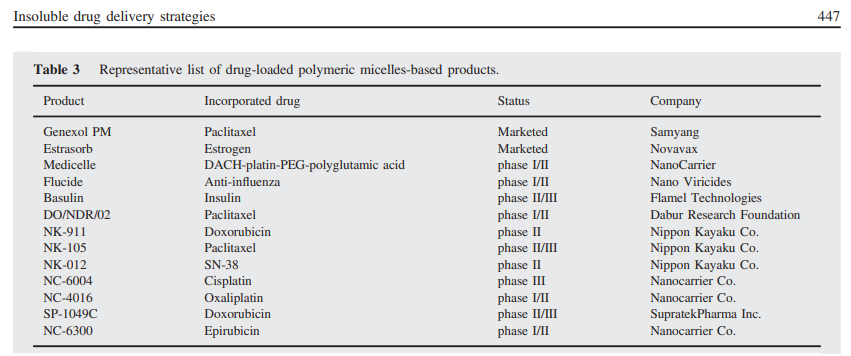 Insoluble drug delivery strategies 447
Table 3 Representative list of drug-loaded polymeric micelles-based products.
Product Incorporated drug Status Company
Genexol PM Paclitaxel Marketed Samyang
Estrasorb Estrogen Marketed Novavax
Medicelle DACH-platin-PEG-polyglutamic acid phase I/II NanoCarrier
Flucide Anti-influenza phase I/II Nano Viricides
Basulin Insulin phase II/III Flamel Technologies
DO/NDR/02 Paclitaxel phase I/II Dabur Research Foundation
NK-911 Doxorubicin phase II Nippon Kayaku Co.
NK-105 Paclitaxel phase II/III Nippon Kayaku Co.
NK-012 SN-38 phase II Nippon Kayaku Co.
NC-6004 Cisplatin phase III Nanocarrier Co.
NC-4016 Oxaliplatin phase I/II Nanocarrier Co.
SP-1049C Doxorubicin phase II/III SupratekPharma Inc.
NC-6300 Epirubicin phase I/II Nanocarrier Co.